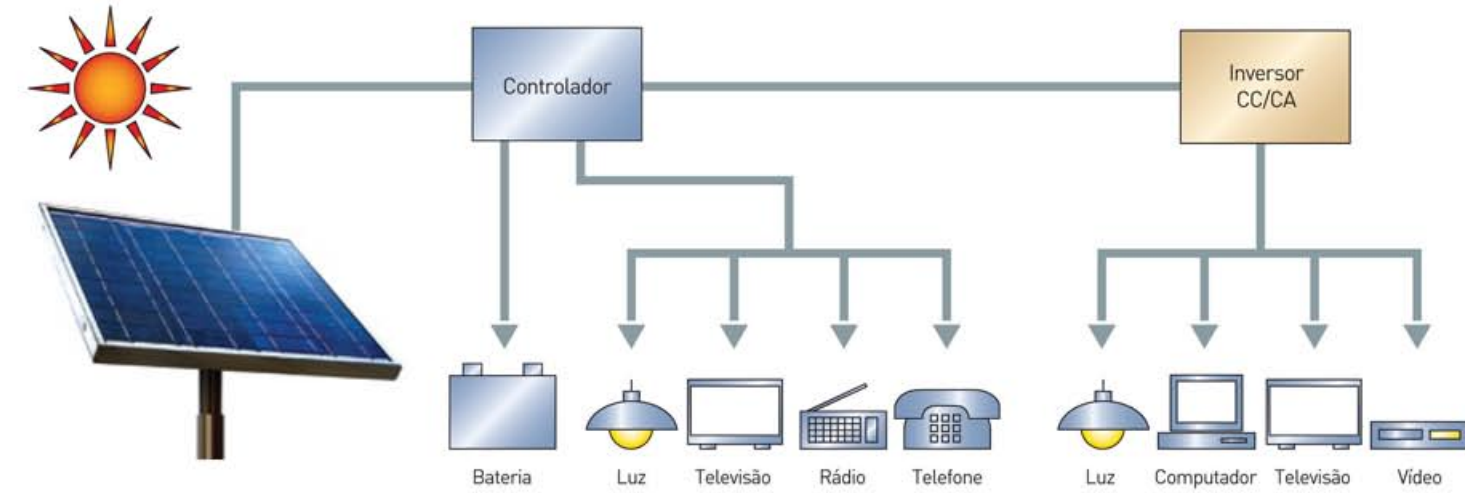 Controlador
Inversor
CC/CA
Bateria
Luz
Televisão
Rádio
Telefone
Luz
Computador
Televisão
Vídeo